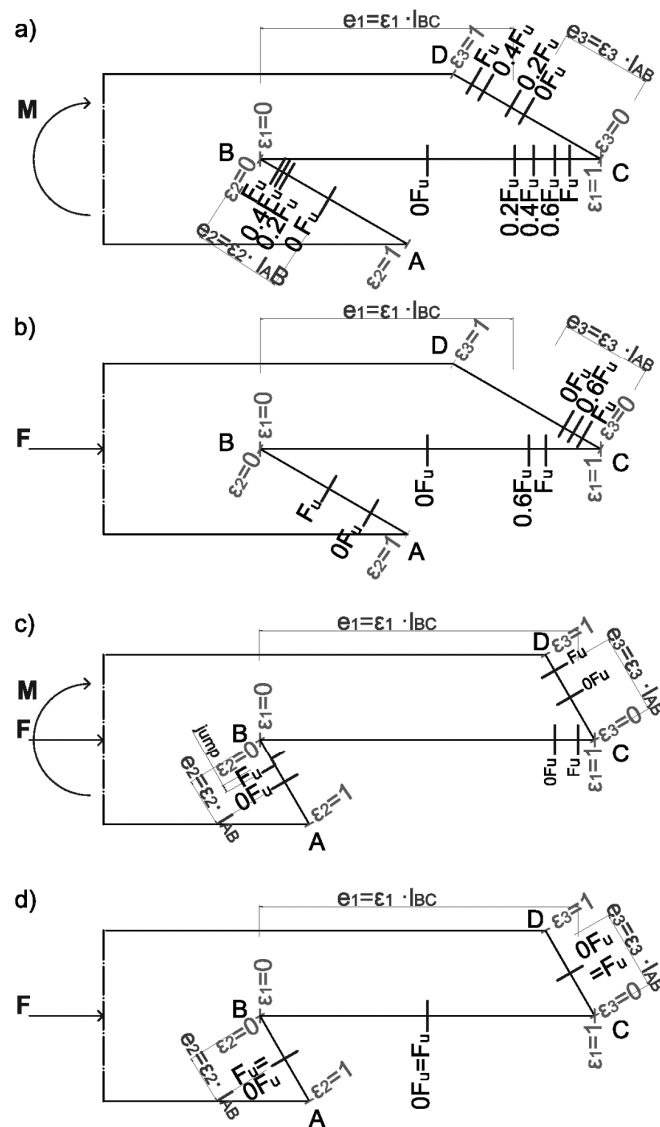 a)
e1=ε1 ·lBC
D
ε3=1
Fu
0.4Fu
0.2Fu
0Fu
e3=ε3 ·lAB
M
B
ε1=0
ε2=0
0.4Fu
0.2Fu
0 Fu
e2=ε2· lAB
ε2=1
A
0Fu
0.2Fu
0.4Fu
0.6Fu
Fu
ε1=1
ε3=0
C
b)
e1=ε1 ·lBC
D
ε3=1
e3=ε3 ·lAB
0Fu
0.6Fu
Fu
ε3=0
F
B
ε1=0
ε2=0
Fu
0Fu
ε2=1
A
0Fu
0.6Fu
Fu
ε1=1
C
c)
e1=ε1 ·lBC
D
ε3=1
Fu
0Fu
e3=ε3 ·lAB
ε3=0
M
F
B
ε1=0
ε2=0
jump
Fu
0Fu
e2=ε2·
lAB
ε2=1
A
0Fu
Fu
ε1=1
C
d)
e1=ε1 ·lBC
D
ε3=1
0Fu
=Fu
e3=ε3 ·lAB
ε3=0
F
B
ε1=0
ε2=0
Fu=
0Fu
e2=ε2·
lAB
ε2=1
A
0Fu=Fu
ε1=1
C